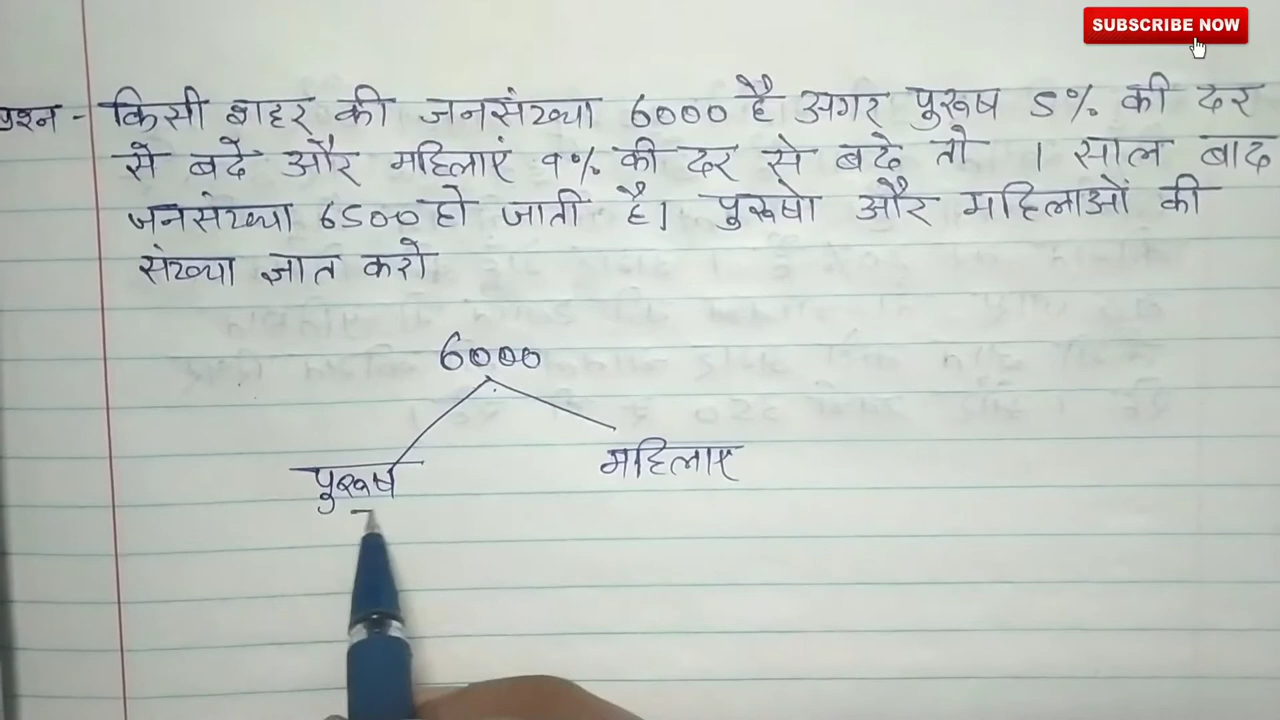 SUBSCRIBE NOW
प्रश्न - किसी शहर की जनसंख्या 6000 है अगर पुरूष 5% की दर
से बढे और महिलाएं 9% की दर से बढे तो 1 साल बाद
जनसंख्या 6500 हो जाती है। पुरूषो और महिलाओं की
संख्या ज्ञात करो
6000
पुरूष
महिलाए